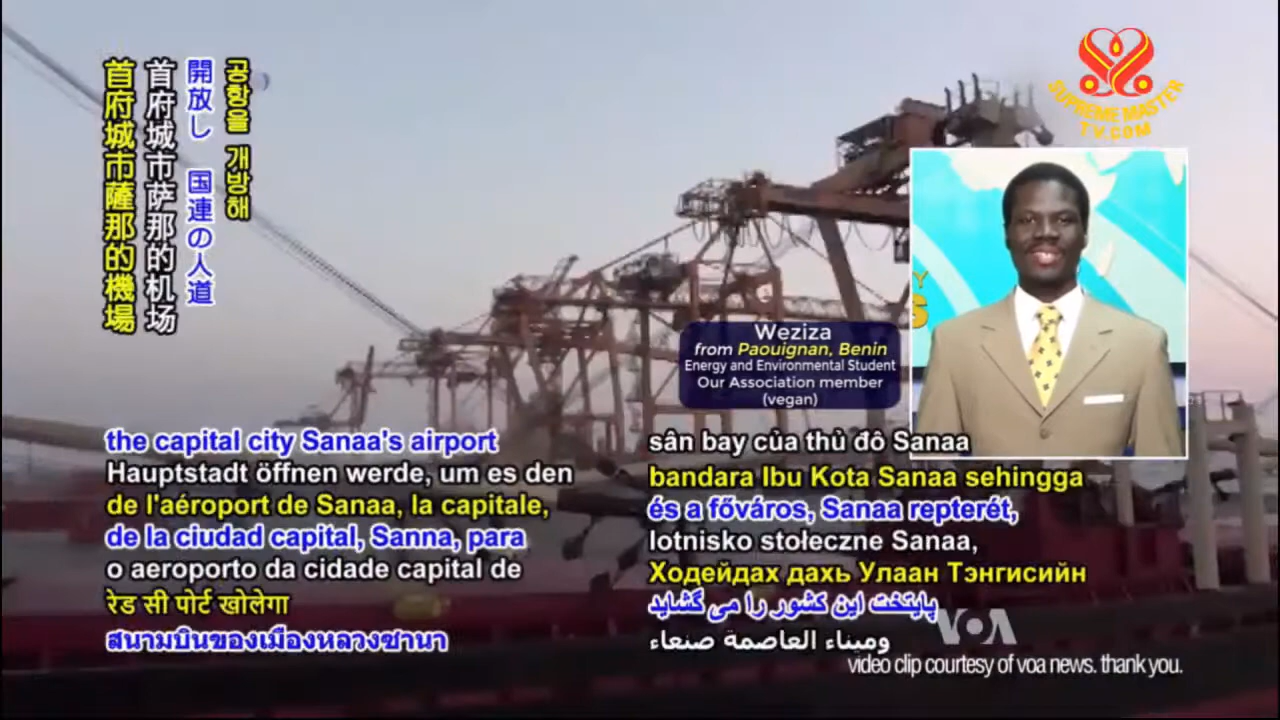 首府城市薩那的機場
首府城市萨那的机场
開放し 国連の人道
공항을 개방해
SUPREME MASTER
TV.COM
Weziza
from Paouignan, Benin
Energy and Environmental Student
Our Association member
(vegan)
the capital city Sanaa's airport
Hauptstadt öffnen werde, um es den
de l'aéroport de Sanaa, la capitale,
de la ciudad capital, Sanna, para
o aeroporto da cidade capital de
रेड सी पोर्ट खोलेगा
สนามบินของเมืองหลวงซานา
sân bay của thủ đô Sanaa
bandara Ibu Kota Sanaa sehingga
és a főváros, Sanaa repterét,
lotnisko stołeczne Sanaa,
Ходейдах дахь Улаан Тэнгисийн
پایتخت این کشور را می گشاید
وميناء العاصمة صنعاء
VOA
video clip courtesy of voa news. thank you.